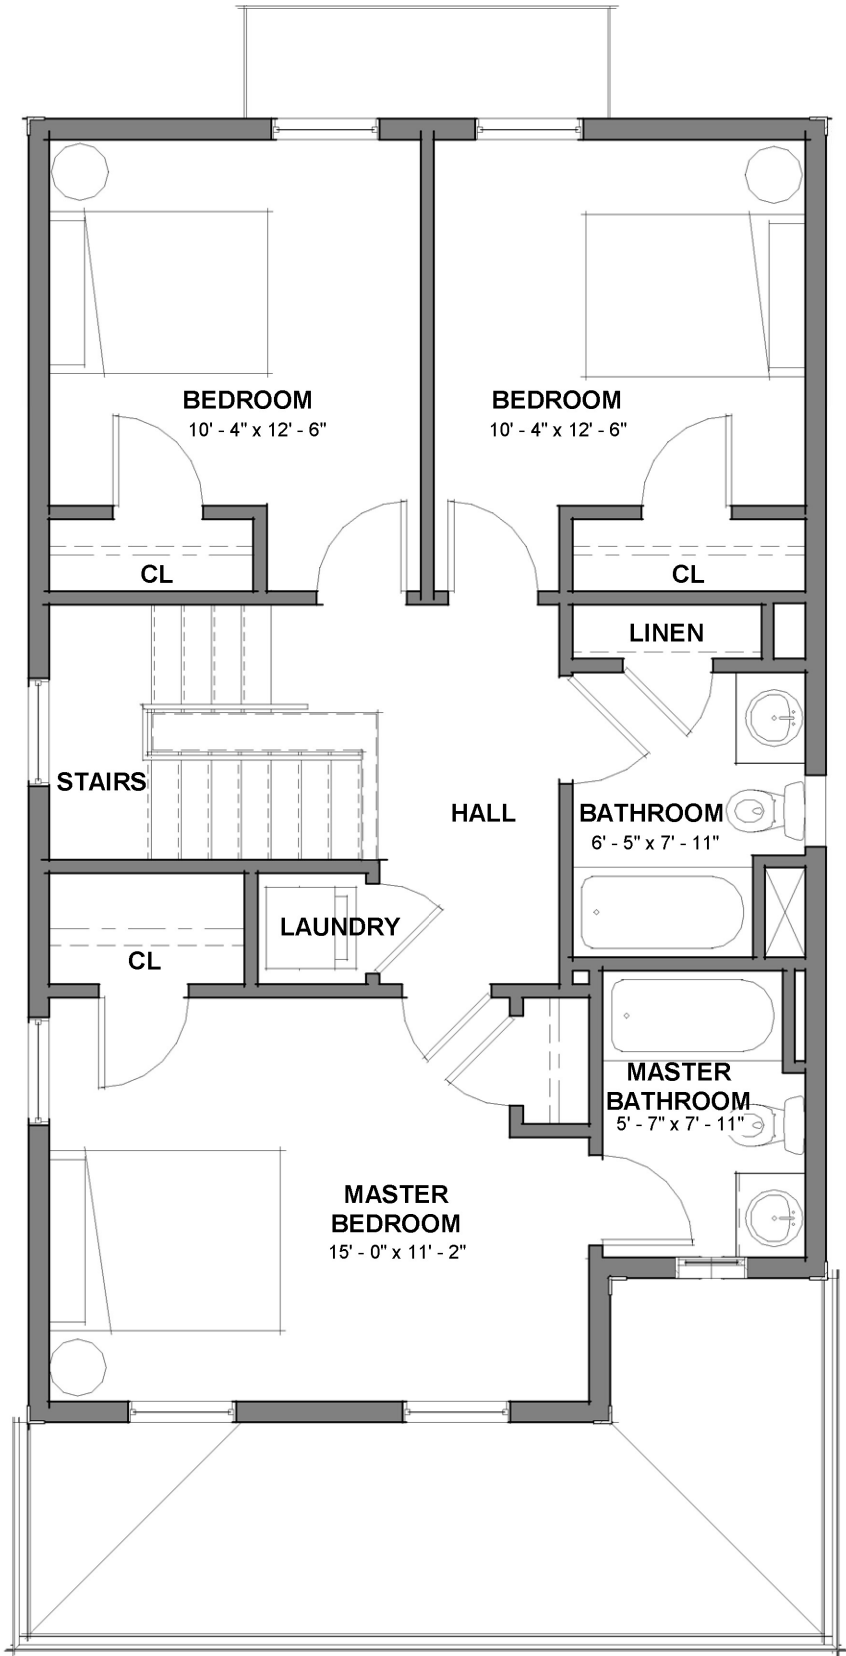 BEDROOM
10' - 4" x 12' - 6"
BEDROOM
10' - 4" x 12' - 6"
CL
CL
LINEN
STAIRS
HALL
BATHROOM
6' - 5" x 7' - 11"
LAUNDRY
CL
MASTER
BATHROOM
5' - 7" x 7' - 11"
MASTER
BEDROOM
15' - 0" x 11' - 2"